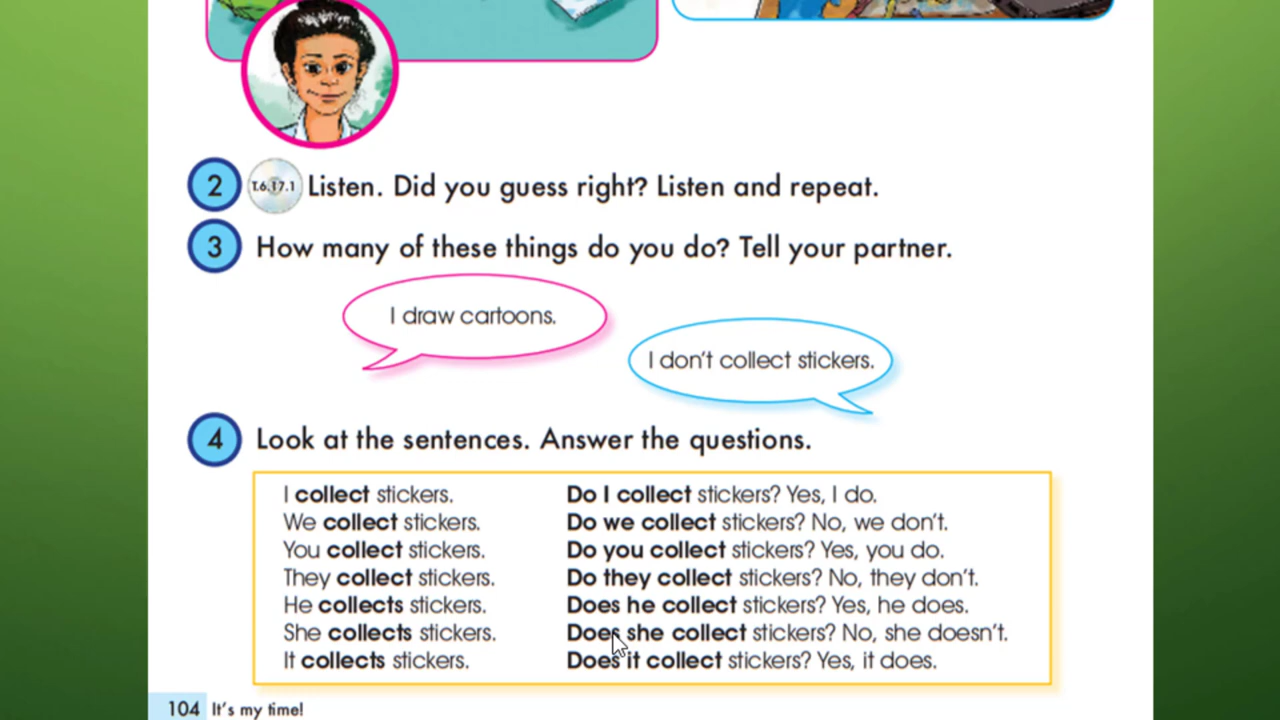 2 T.6.17.1 Listen. Did you guess right? Listen and repeat.
3 How many of these things do you do? Tell your partner.
I draw cartoons.
I don't collect stickers.
4 Look at the sentences. Answer the questions.
I collect stickers. Do I collect stickers? Yes, I do.
We collect stickers. Do we collect stickers? No, we don't.
You collect stickers. Do you collect stickers? Yes, you do.
They collect stickers. Do they collect stickers? No, they don't.
He collects stickers. Does he collect stickers? Yes, he does.
She collects stickers. Does she collect stickers? No, she doesn't.
It collects stickers. Does it collect stickers? Yes, it does.
104 It's my time!